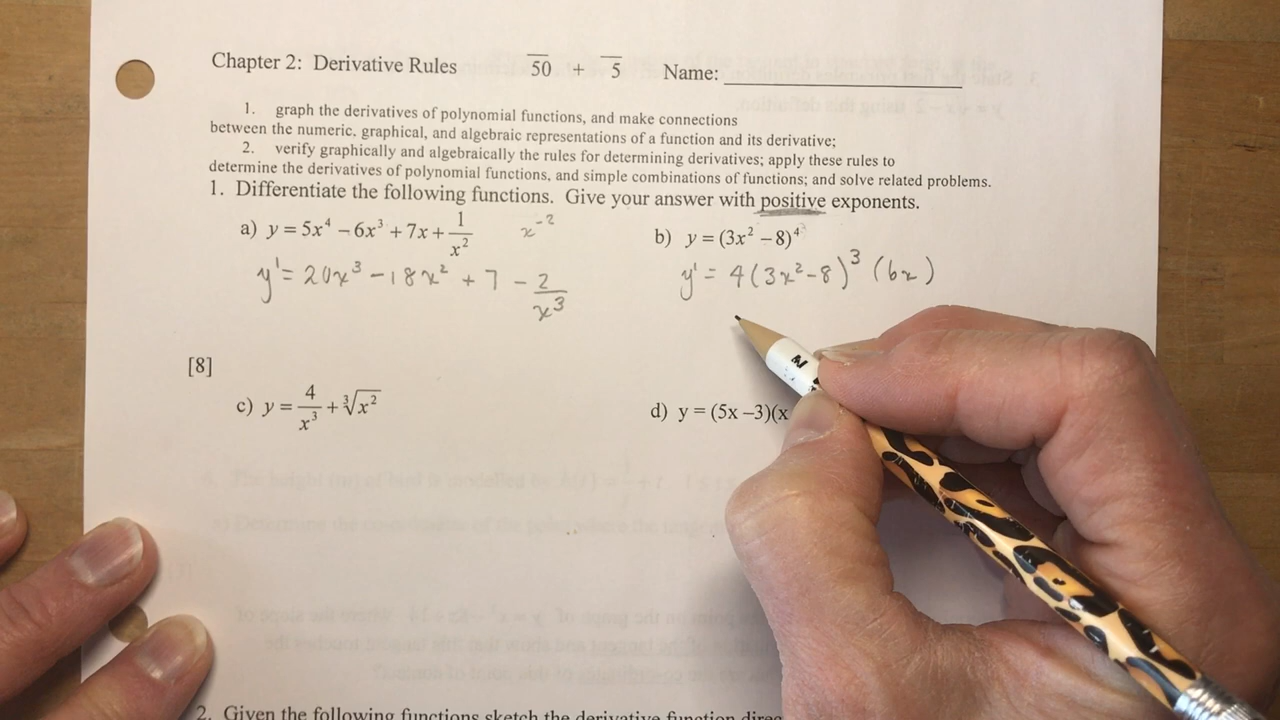 Chapter 2: Derivative Rules   __/50 + __/5   Name: ____________
1. graph the derivatives of polynomial functions, and make connections
between the numeric, graphical, and algebraic representations of a function and its derivative;
2. verify graphically and algebraically the rules for determining derivatives; apply these rules to
determine the derivatives of polynomial functions, and simple combinations of functions; and solve related problems.
1. Differentiate the following functions. Give your answer with positive exponents.
a) y = 5x⁴ – 6x³ + 7x + 1/x²   x⁻²
y' = 20x³ – 18x² + 7 – 2/x³
b) y = (3x² – 8)⁴
y' = 4(3x² – 8)³ (6x)
[8]
c) y = 4/x³ + ∛x²
d) y = (5x – 3)(x
2. Given the following functions sketch the derivative function